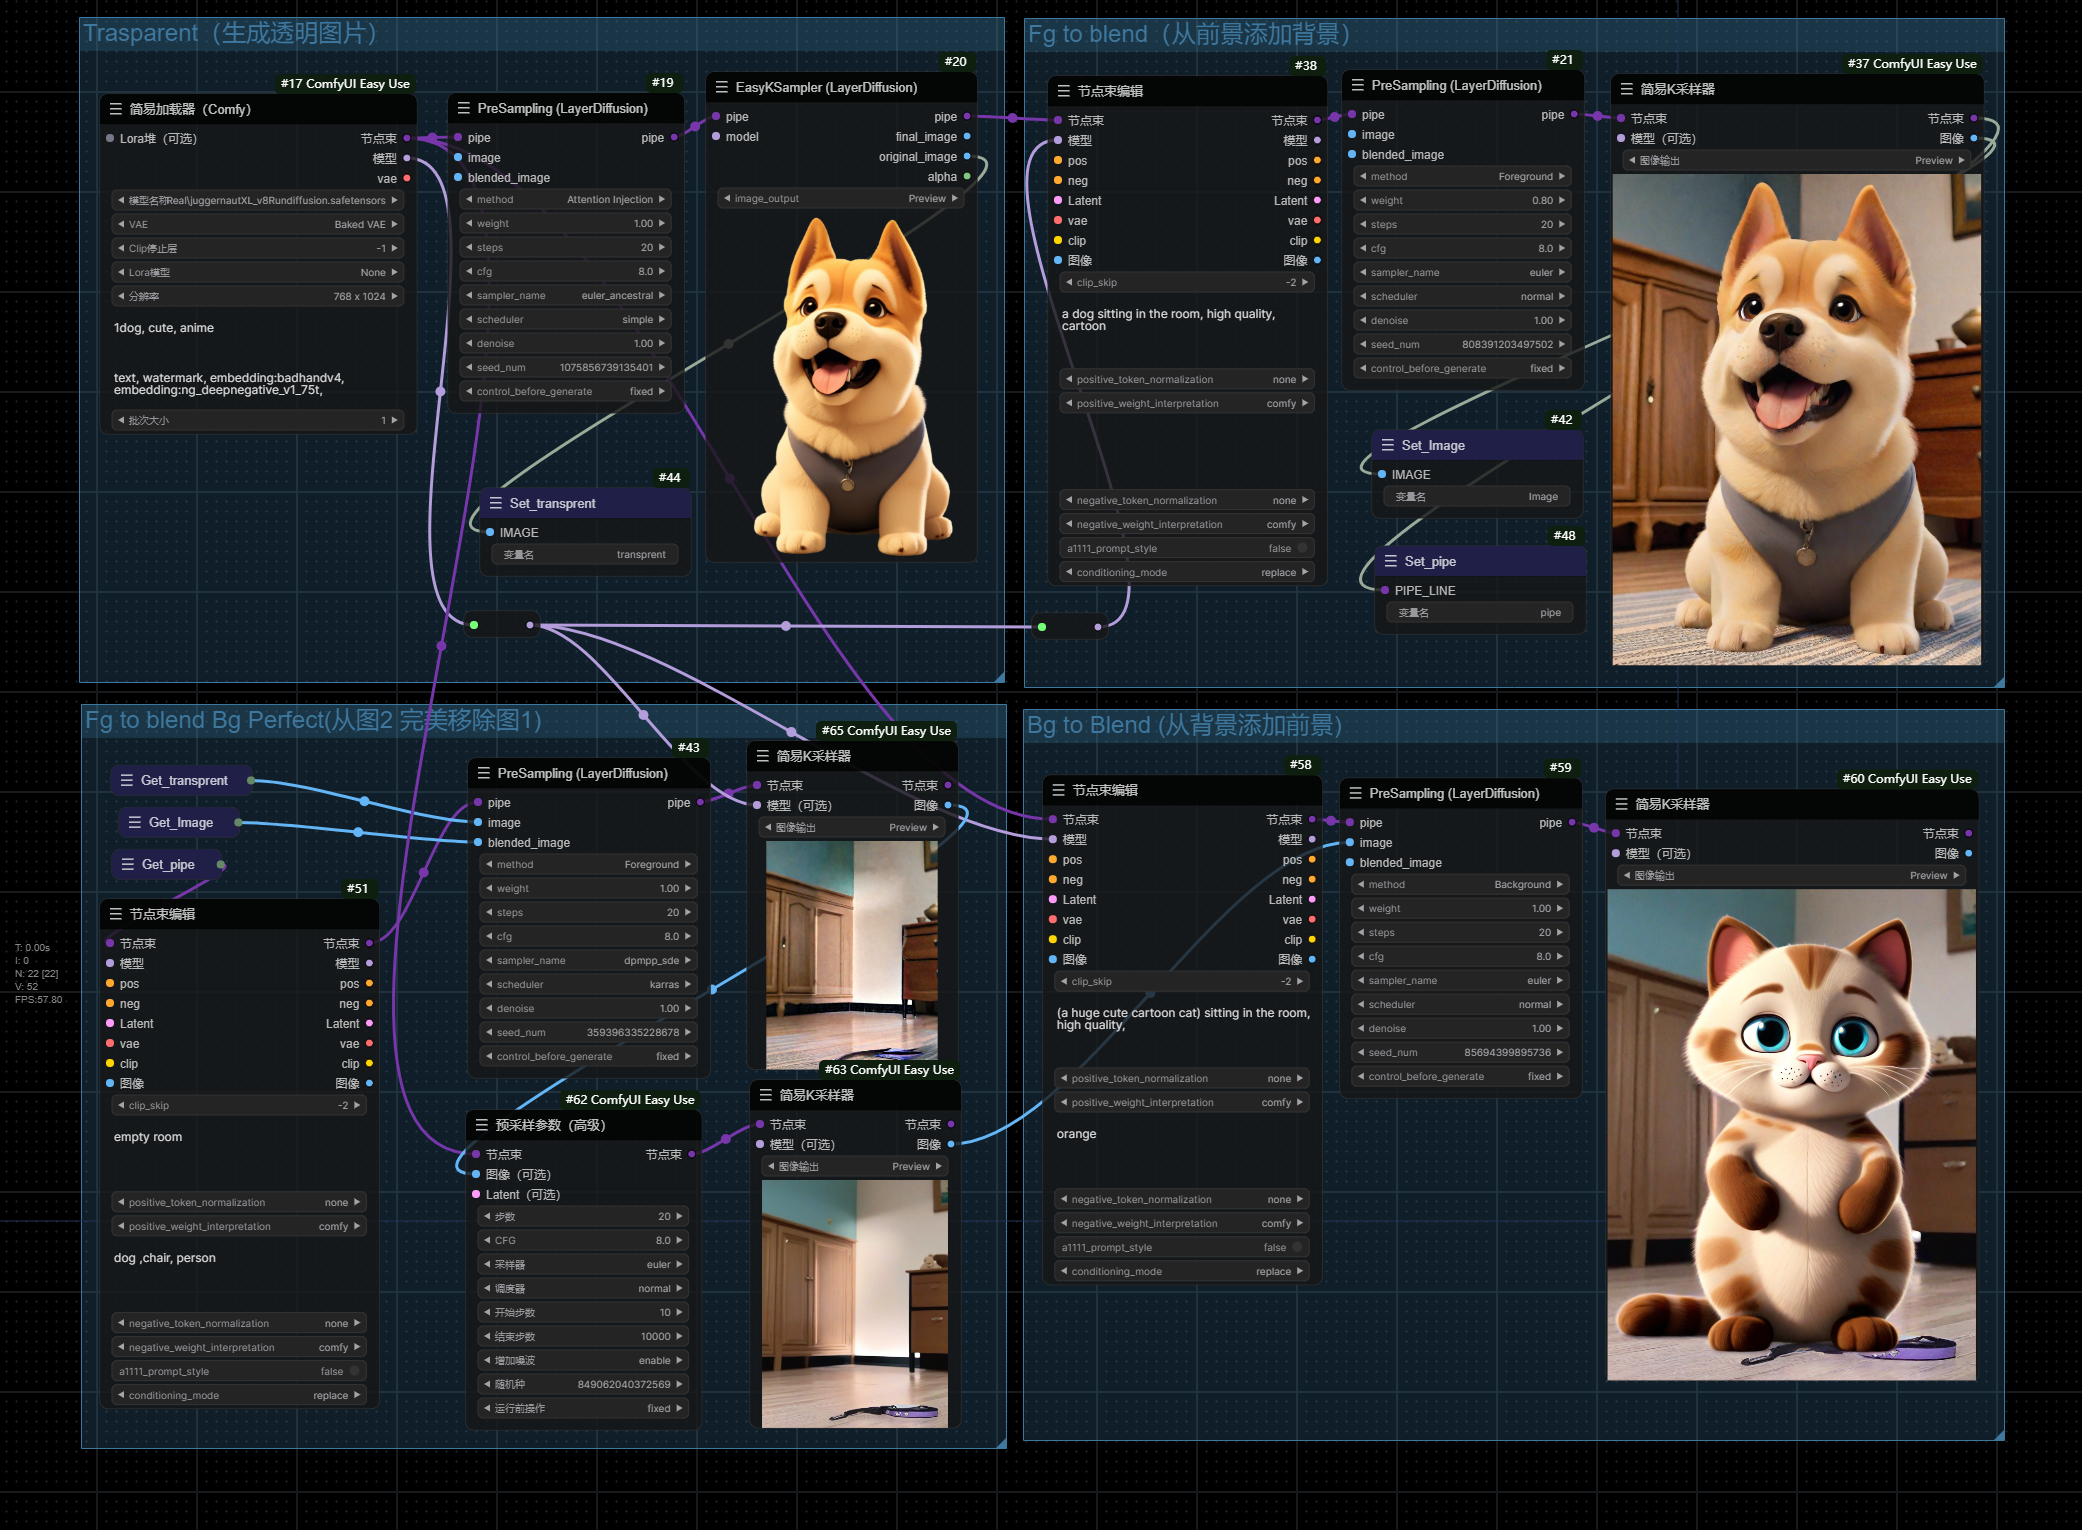 Trasparent（生成透明图片）
#17 ComfyUI Easy Use
简易加载器（Comfy）
Lora堆（可选）
节点束
模型
vae
模型名称 Real\juggernautXL_v8Rundiffusion.safetensors
VAE Baked VAE
Clip停止层 -1
Lora模型 None
分辨率 768 x 1024
1dog, cute, anime
text, watermark, embedding:badhandv4,
embedding:ng_deepnegative_v1_75t,
批次大小 1
#19
PreSampling (LayerDiffusion)
pipe pipe
image
blended_image
method Attention Injection
weight 1.00
steps 20
cfg 8.0
sampler_name euler_ancestral
scheduler simple
denoise 1.00
seed_num 1075856739135401
control_before_generate fixed
#20
EasyKSampler (LayerDiffusion)
pipe pipe
model final_image
original_image
alpha
image_output Preview
#44
Set_transprent
IMAGE
变量名 transprent
Fg to blend（从前景添加背景）
#38
节点束编辑
节点束 节点束
模型 模型
pos pos
neg neg
Latent Latent
vae vae
clip clip
图像 图像
clip_skip -2
a dog sitting in the room, high quality,
cartoon
positive_token_normalization none
positive_weight_interpretation comfy
negative_token_normalization none
negative_weight_interpretation comfy
a1111_prompt_style false
conditioning_mode replace
#21
PreSampling (LayerDiffusion)
pipe pipe
image
blended_image
method Foreground
weight 0.80
steps 20
cfg 8.0
sampler_name euler
scheduler normal
denoise 1.00
seed_num 808391203497502
control_before_generate fixed
#42
Set_Image
IMAGE
变量名 Image
#48
Set_pipe
PIPE_LINE
变量名 pipe
#37 ComfyUI Easy Use
简易K采样器
节点束 节点束
模型（可选） 图像
图像输出 Preview
Fg to blend Bg Perfect(从图2 完美移除图1)
Get_transprent
Get_Image
Get_pipe
#51
节点束编辑
节点束 节点束
模型 模型
pos pos
neg neg
Latent Latent
vae vae
clip clip
图像 图像
clip_skip -2
empty room
positive_token_normalization none
positive_weight_interpretation comfy
dog ,chair, person
negative_token_normalization none
negative_weight_interpretation comfy
a1111_prompt_style false
conditioning_mode replace
#43
PreSampling (LayerDiffusion)
pipe pipe
image
blended_image
method Foreground
weight 1.00
steps 20
cfg 8.0
sampler_name dpmpp_sde
scheduler karras
denoise 1.00
seed_num 359396335228678
control_before_generate fixed
#62 ComfyUI Easy Use
预采样参数（高级）
节点束 节点束
图像（可选）
Latent（可选）
步数 20
CFG 8.0
采样器 euler
调度器 normal
开始步数 10
结束步数 10000
增加噪波 enable
随机种 849062040372569
运行前操作 fixed
#65 ComfyUI Easy Use
简易K采样器
节点束 节点束
模型（可选） 图像
图像输出 Preview
#63 ComfyUI Easy Use
简易K采样器
节点束 节点束
模型（可选） 图像
图像输出 Preview
Bg to Blend (从背景添加前景)
#58
节点束编辑
节点束 节点束
模型 模型
pos pos
neg neg
Latent Latent
vae vae
clip clip
图像 图像
clip_skip -2
(a huge cute cartoon cat) sitting in the room,
high quality,
positive_token_normalization none
positive_weight_interpretation comfy
orange
negative_token_normalization none
negative_weight_interpretation comfy
a1111_prompt_style false
conditioning_mode replace
#59
PreSampling (LayerDiffusion)
pipe pipe
image
blended_image
method Background
weight 1.00
steps 20
cfg 8.0
sampler_name euler
scheduler normal
denoise 1.00
seed_num 85694399895736
control_before_generate fixed
#60 ComfyUI Easy Use
简易K采样器
节点束 节点束
模型（可选） 图像
图像输出 Preview
T: 0.00s
I: 0
N: 22 [22]
V: 52
FPS:57.80